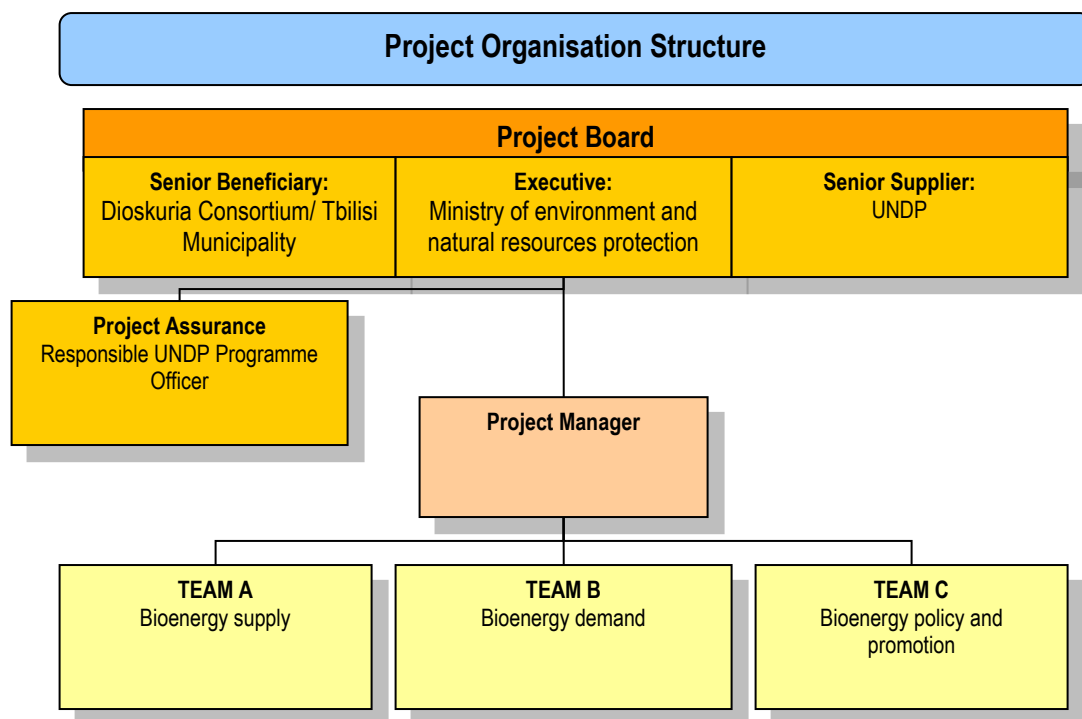 Project Organisation Structure
Project Board
Senior Beneficiary:
Dioskuria Consortium/ Tbilisi
Municipality
Executive:
Ministry of environment and
natural resources protection
Senior Supplier:
UNDP
Project Assurance
Responsible UNDP Programme
Officer
Project Manager
TEAM A
Bioenergy supply
TEAM B
Bioenergy demand
TEAM C
Bioenergy policy and
promotion